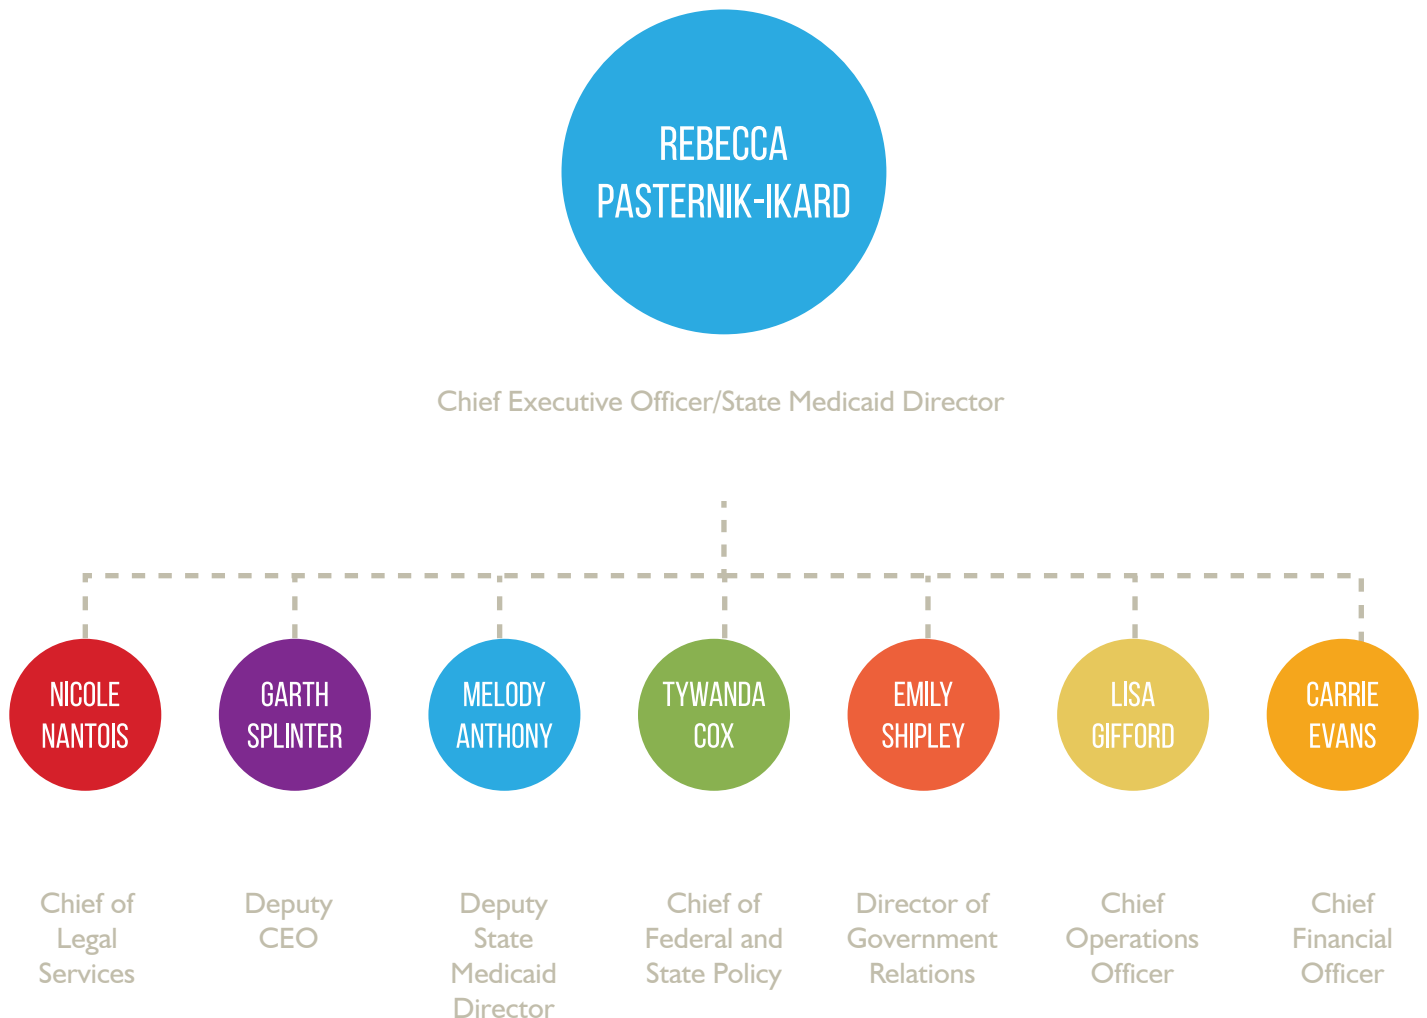 REBECCA
PASTERNIK-IKARD
Chief Executive Officer/State Medicaid Director
NICOLE
NANTOIS
GARTH
SPLINTER
MELODY
ANTHONY
TYWANDA
COX
EMILY
SHIPLEY
LISA
GIFFORD
CARRIE
EVANS
Chief of
Legal
Services
Deputy
CEO
Deputy
State
Medicaid
Director
Chief of
Federal and
State Policy
Director of
Government
Relations
Chief
Operations
Officer
Chief
Financial
Officer